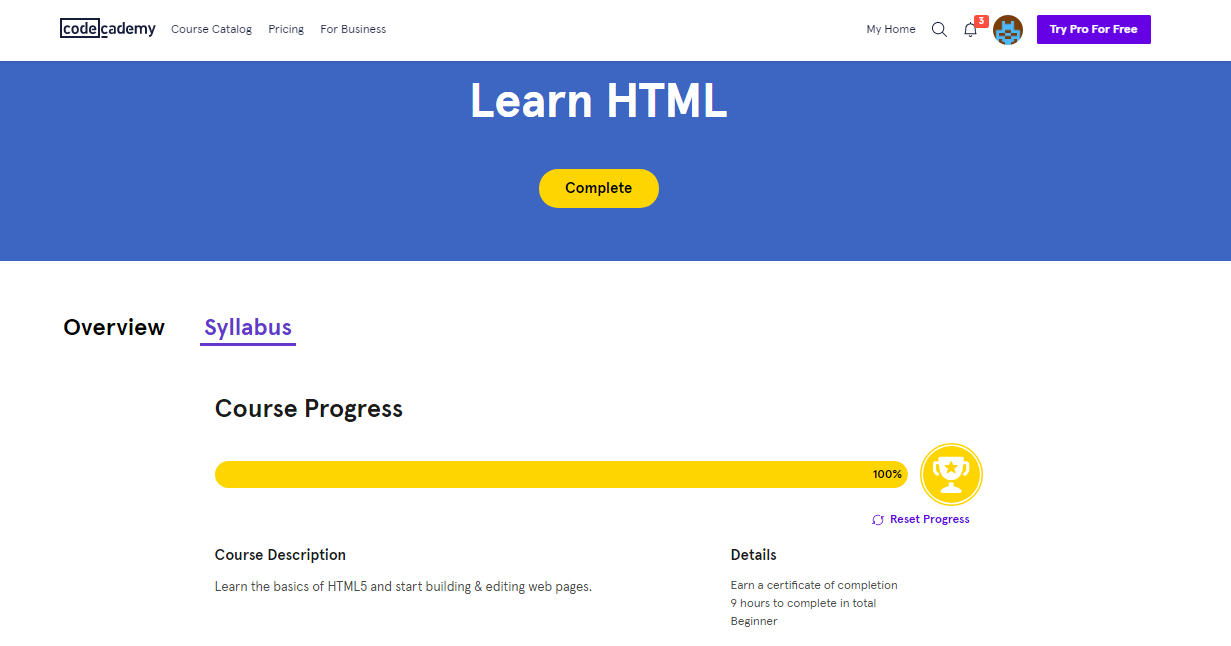 codecademy Course Catalog Pricing For Business My Home 3 Try Pro For Free
Learn HTML
Complete
Overview Syllabus
Course Progress
100%
Reset Progress
Course Description
Learn the basics of HTML5 and start building & editing web pages.
Details
Earn a certificate of completion
9 hours to complete in total
Beginner